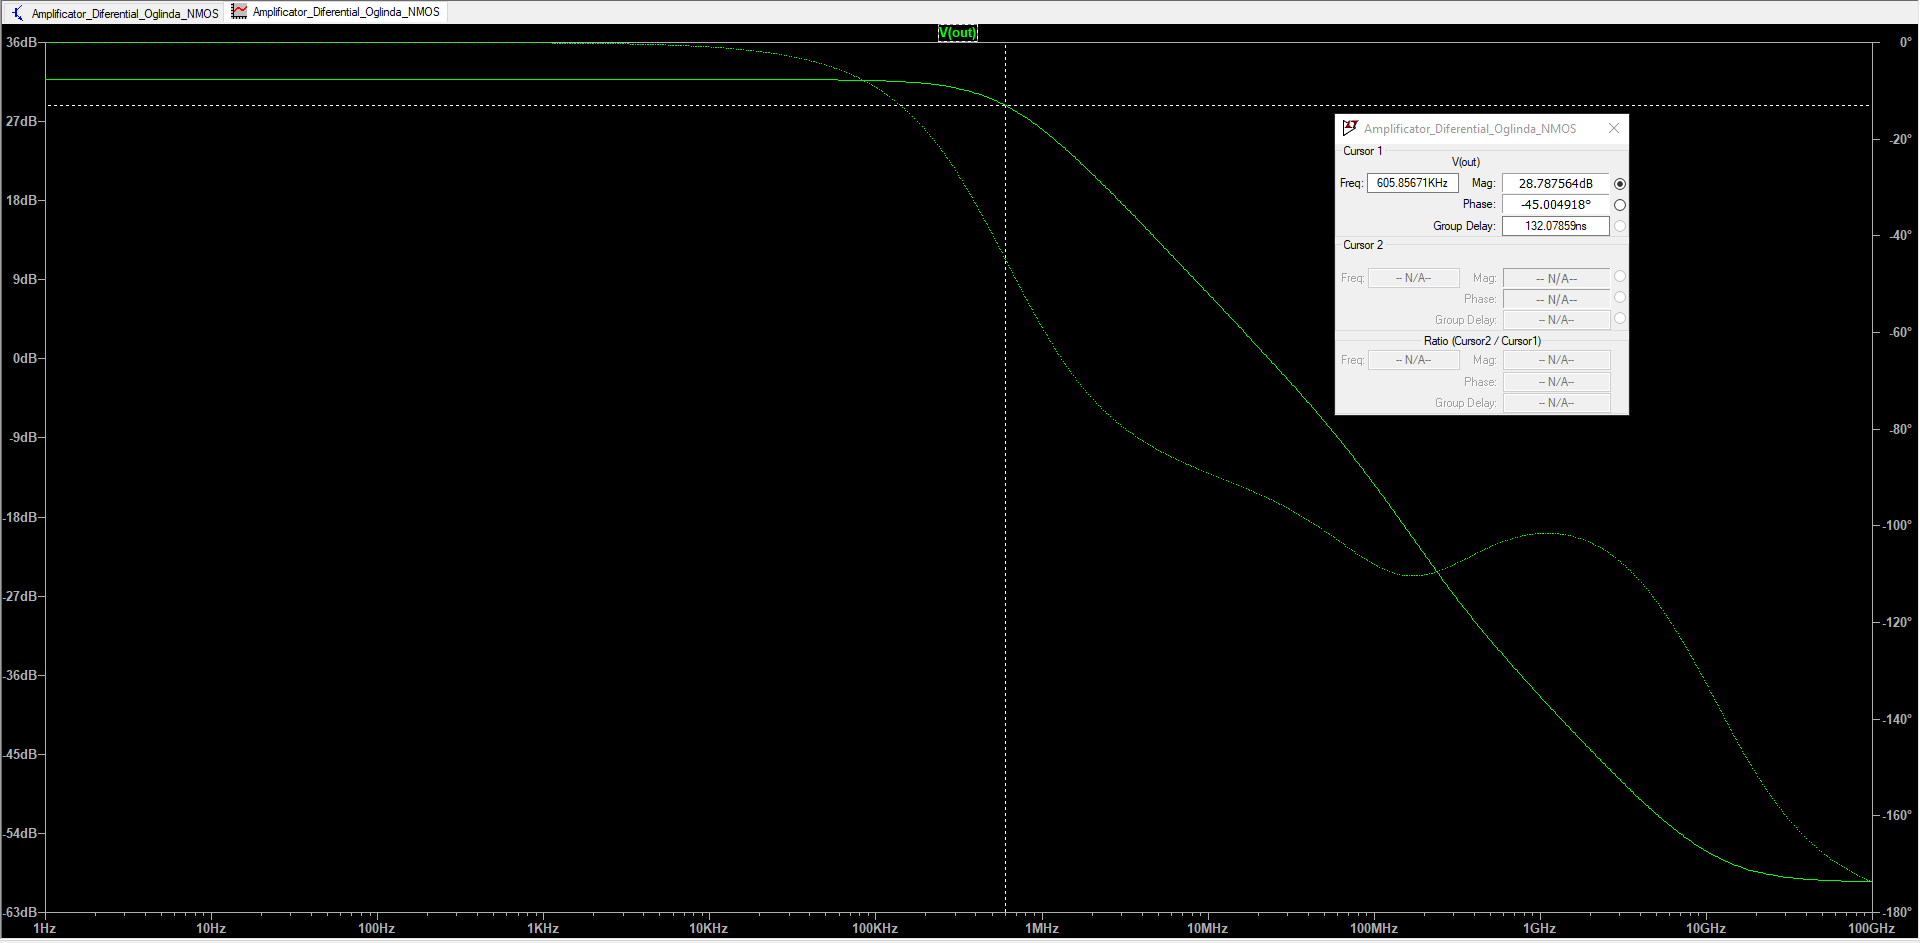 Amplificator_Diferential_Oglinda_NMOS Amplificator_Diferential_Oglinda_NMOS
V(out)
36dB
27dB
18dB
9dB
0dB
-9dB
-18dB
-27dB
-36dB
-45dB
-54dB
-63dB
0°
-20°
-40°
-60°
-80°
-100°
-120°
-140°
-160°
-180°
1Hz 10Hz 100Hz 1KHz 10KHz 100KHz 1MHz 10MHz 100MHz 1GHz 10GHz 100GHz
Amplificator_Diferential_Oglinda_NMOS
Cursor 1
V(out)
Freq: 605.85671KHz Mag: 28.787564dB
Phase: -45.004918°
Group Delay: 132.07859ns
Cursor 2
Freq: -- N/A-- Mag: -- N/A--
Phase: -- N/A--
Group Delay: -- N/A--
Ratio (Cursor2 / Cursor1)
Freq: -- N/A-- Mag: -- N/A--
Phase: -- N/A--
Group Delay: -- N/A--